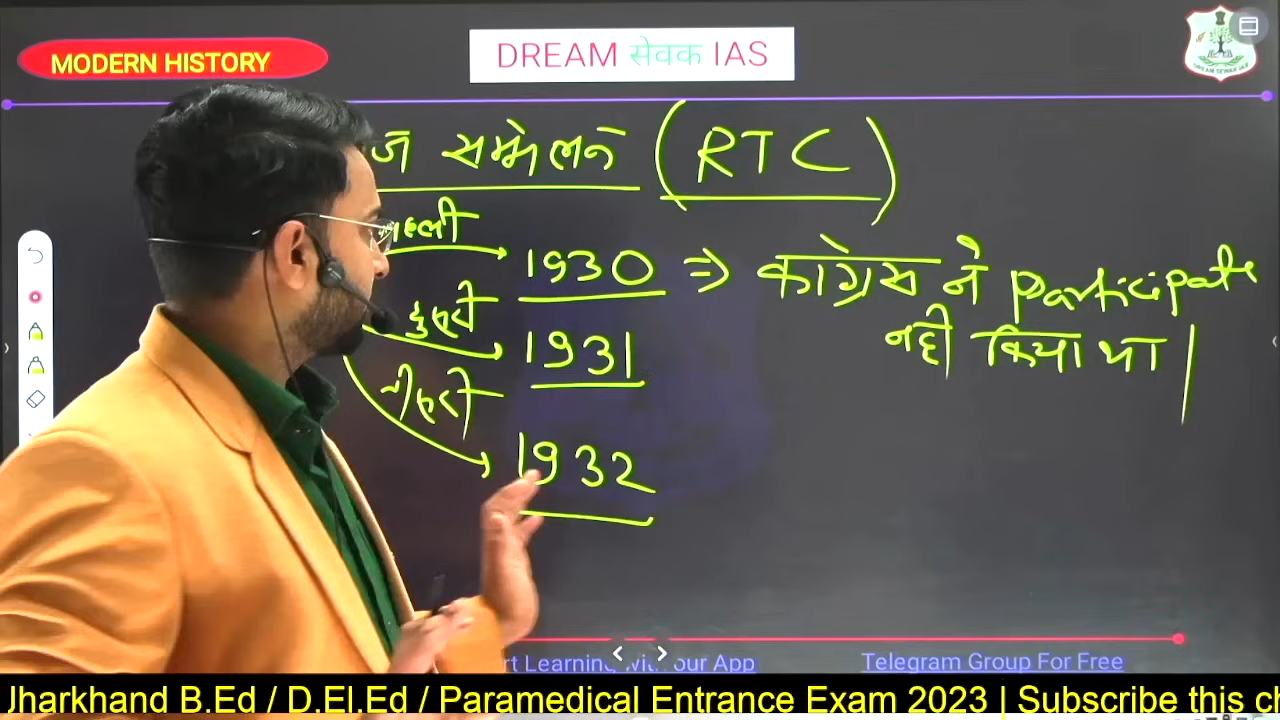 MODERN HISTORY
DREAM सेवक IAS
ज सम्मेलन (RTC)
हली
1930 ⇒ कांग्रेस ने participate
नही किया था |
दुसरी
1931
तीसरी
1932
rt Learning With Our App
Telegram Group For Free
Jharkhand B.Ed / D.El.Ed / Paramedical Entrance Exam 2023 | Subscribe this ch